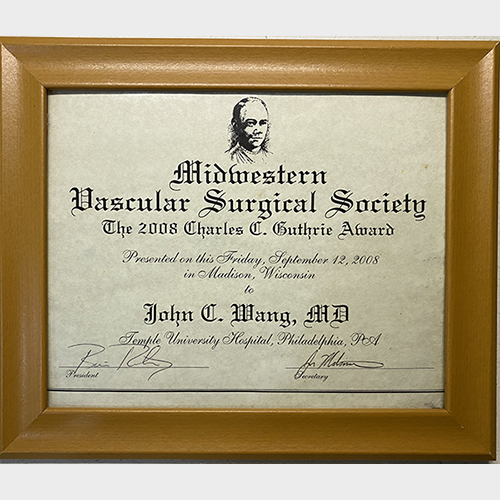 Midwestern
Vascular Surgical Society
The 2008 Charles C. Guthrie Award
Presented on this Friday, September 12, 2008
in Madison, Wisconsin
to
John C. Wang, MD
Temple University Hospital, Philadelphia, PA
President
Secretary